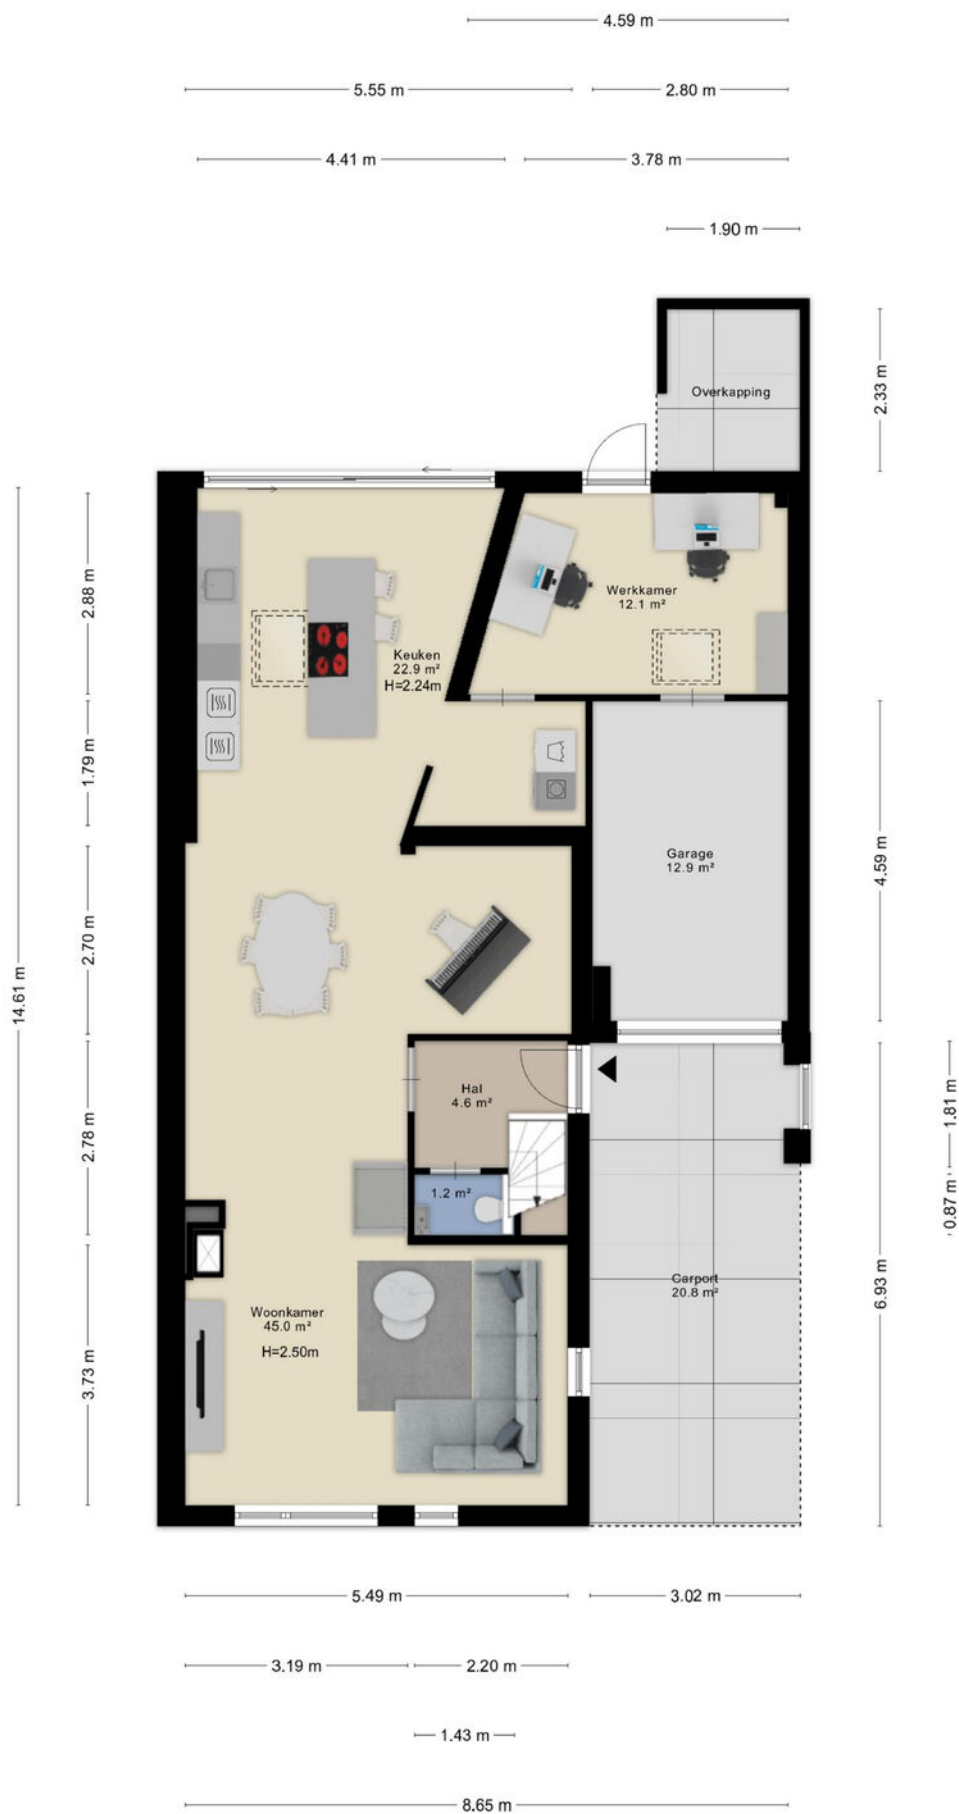 4.59 m
5.55 m
2.80 m
4.41 m
3.78 m
1.90 m
2.33 m
Overkapping
2.88 m
Werkkamer
12.1 m²
Keuken
22.9 m²
H=2.24m
1.79 m
4.59 m
Garage
12.9 m²
2.70 m
14.61 m
Hal
4.6 m²
1.81 m
2.78 m
1.2 m²
0.87 m
Carport
20.8 m²
6.93 m
Woonkamer
45.0 m²
H=2.50m
3.73 m
5.49 m
3.02 m
3.19 m
2.20 m
1.43 m
8.65 m